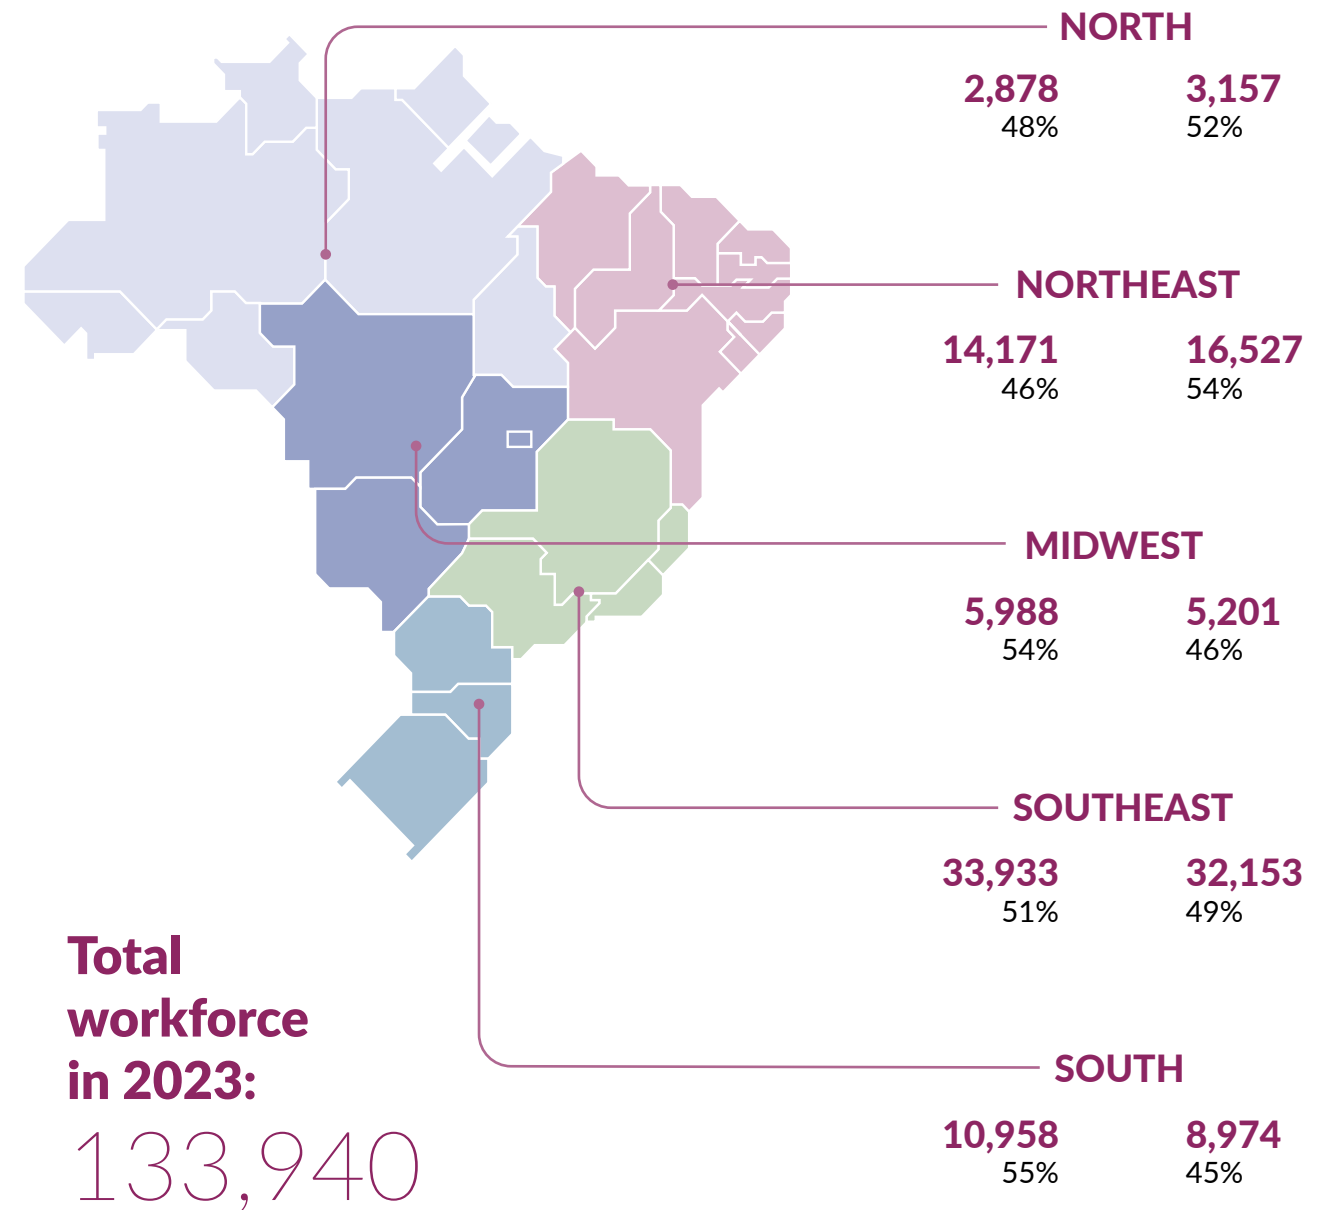 NORTH
2,878 3,157
48% 52%
NORTHEAST
14,171 16,527
46% 54%
MIDWEST
5,988 5,201
54% 46%
SOUTHEAST
33,933 32,153
51% 49%
Total
workforce
in 2023:
133,940
SOUTH
10,958 8,974
55% 45%